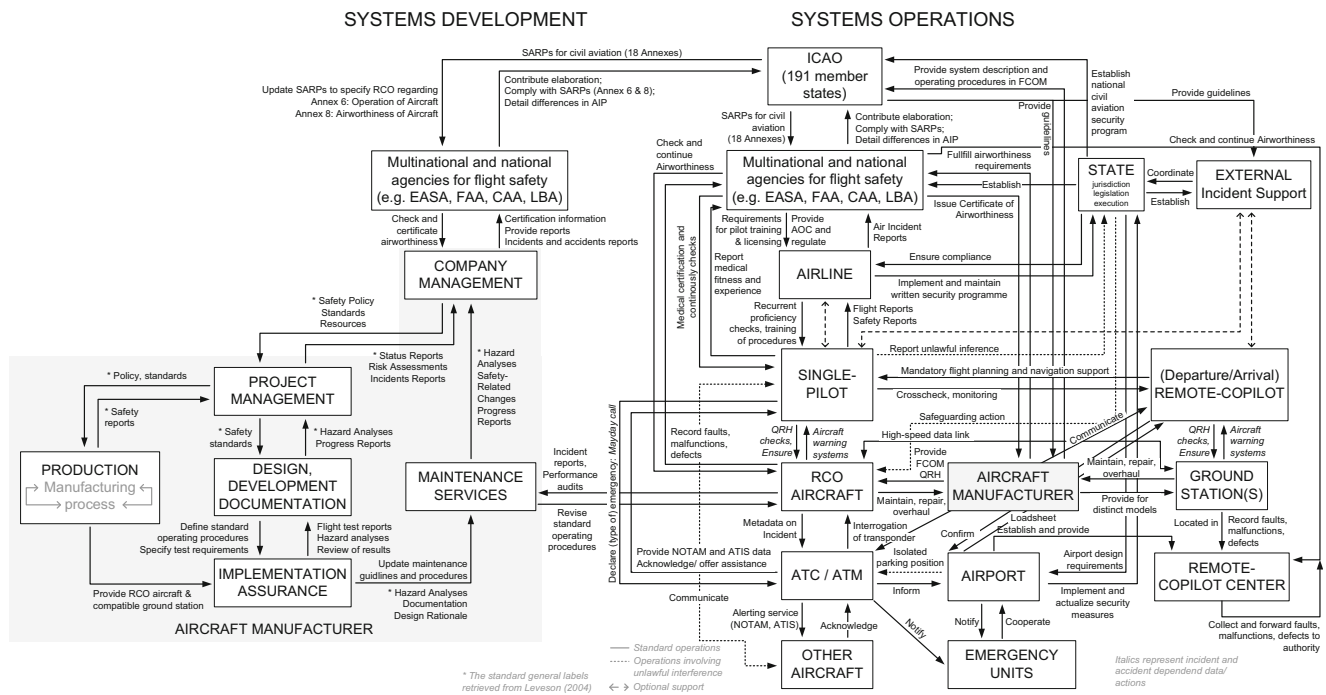 SYSTEMS DEVELOPMENT
SYSTEMS OPERATIONS
SARPs for civil aviation (18 Annexes)
Update SARPs to specify RCO regarding
Annex 6: Operation of Aircraft
Annex 8: Airworthiness of Aircraft
Contribute elaboration;
Comply with SARPs (Annex 6 & 8);
Detail differences in AIP
ICAO
(191 member
states)
Provide system description and
operating procedures in FCOM
Establish
national
civil
aviation
security
program
Provide guidelines
Provide
guidelines
SARPs for civil
aviation
(18 Annexes)
Contribute elaboration;
Comply with SARPs;
Detail differences in AIP
Check and continue Airworthiness
Check and
continue
Airworthiness
Fullfill airworthiness
requirements
Multinational and national
agencies for flight safety
(e.g. EASA, FAA, CAA, LBA)
Multinational and national
agencies for flight safety
(e.g. EASA, FAA, CAA, LBA)
Establish
STATE
jurisdiction
legislation
execution
Coordinate
Establish
EXTERNAL
Incident Support
Issue Certificate of
Airworthiness
Check and
certificate
airworthiness
Certification information
Provide reports
Incidents and accidents reports
Medical certification and
continously checks
Requirements
for pilot training
& licensing
Provide
AOC and
regulate
Air Incident
Reports
Report
medical
fitness and
experience
COMPANY
MANAGEMENT
AIRLINE
Ensure compliance
Implement and maintain
written security programme
* Safety Policy
Standards
Resources
Recurrent
proficiency
checks, training
of procedures
Flight Reports
Safety Reports
* Status Reports
Risk Assessments
Incidents Reports
* Hazard
Analyses
Safety-
Related
Changes
Progress
Reports
Report unlawful inference
* Policy, standards
PROJECT
MANAGEMENT
SINGLE-
PILOT
Mandatory flight planning and navigation support
Crosscheck, monitoring
(Departure/Arrival)
REMOTE-COPILOT
* Safety
reports
* Safety
standards
* Hazard Analyses
Progress Reports
Declare (type of) emergency: Mayday call
Record faults,
malfunctions,
defects
QRH
checks,
Ensure
Aircraft
warning
systems
Safeguarding action
High-speed data link
Communicate
QRH
checks,
Ensure
Aircraft
warning
systems
PRODUCTION
Manufacturing
process
DESIGN,
DEVELOPMENT
DOCUMENTATION
MAINTENANCE
SERVICES
Incident
reports,
Performance
audits
Revise
standard
operating
procedures
RCO
AIRCRAFT
Provide
FCOM
QRH
Maintain, repair,
overhaul
AIRCRAFT
MANUFACTURER
Maintain, repair,
overhaul
Provide for
distinct models
GROUND
STATION(S)
Define standard
operating procedures
Specify test requirements
Flight test reports
Hazard analyses
Review of results
Metadata on
Incident
Interrogation
of transponder
Confirm
Loadsheet
Establish and provide
Located in
Record faults,
malfunctions,
defects
Provide NOTAM and ATIS data
Acknowledge/ offer assistance
Isolated
parking position
Airport design
requirements
IMPLEMENTATION
ASSURANCE
Update maintenance
guidlines and procedures
Provide RCO aircraft &
compatible ground station
* Hazard Analyses
Documentation
Design Rationale
AIRCRAFT MANUFACTURER
Communicate
ATC / ATM
Inform
AIRPORT
Implement and
actualize security
measures
REMOTE-
COPILOT CENTER
Alerting service
(NOTAM, ATIS)
Acknowledge
Notify
Notify
Cooperate
Collect and forward faults,
malfunctions, defects to
authority
OTHER
AIRCRAFT
EMERGENCY
UNITS
* The standard general labels
retrieved from Leveson (2004)
Standard operations
Operations involving
unlawful interference
Optional support
Italics represent incident and
accident dependend data/
actions